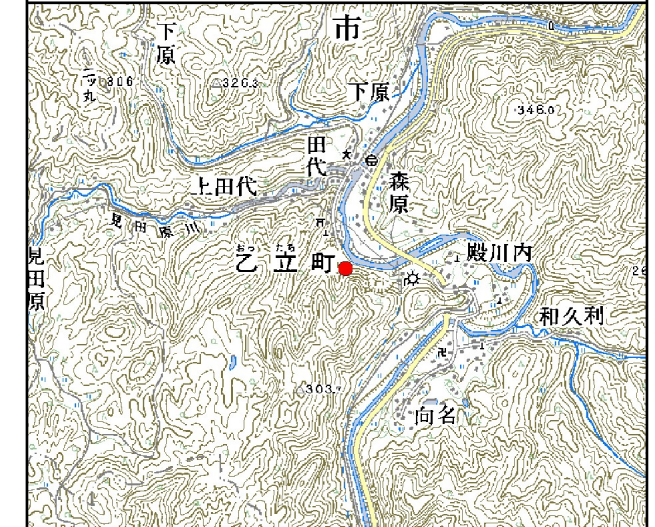 市
下
原
二ッ丸
306
326.3
下原
346.0
田
代
上田代
森
原
見田原川
見
田
原
おっ たち
乙立町
殿川内
和久利
26
303.7
向名